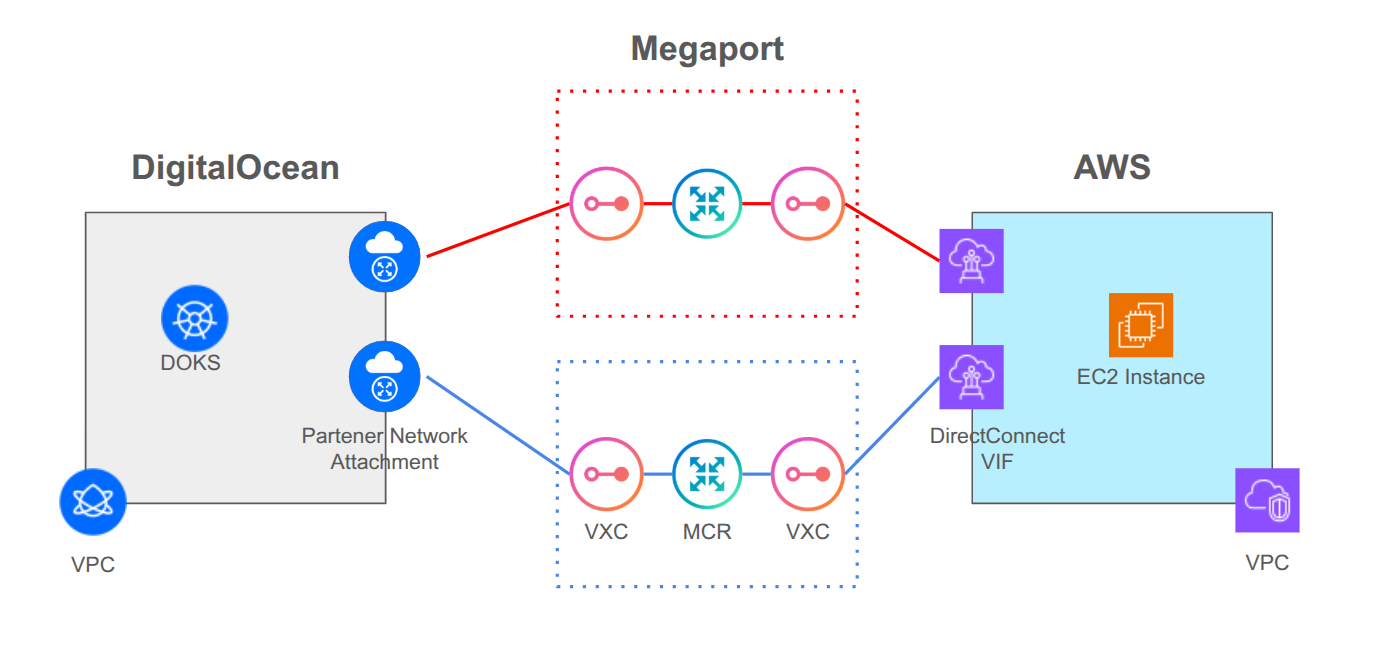 Megaport
DigitalOcean
AWS
DOKS
EC2 Instance
Partener Network
Attachment
DirectConnect
VIF
VXC
MCR
VXC
VPC
VPC